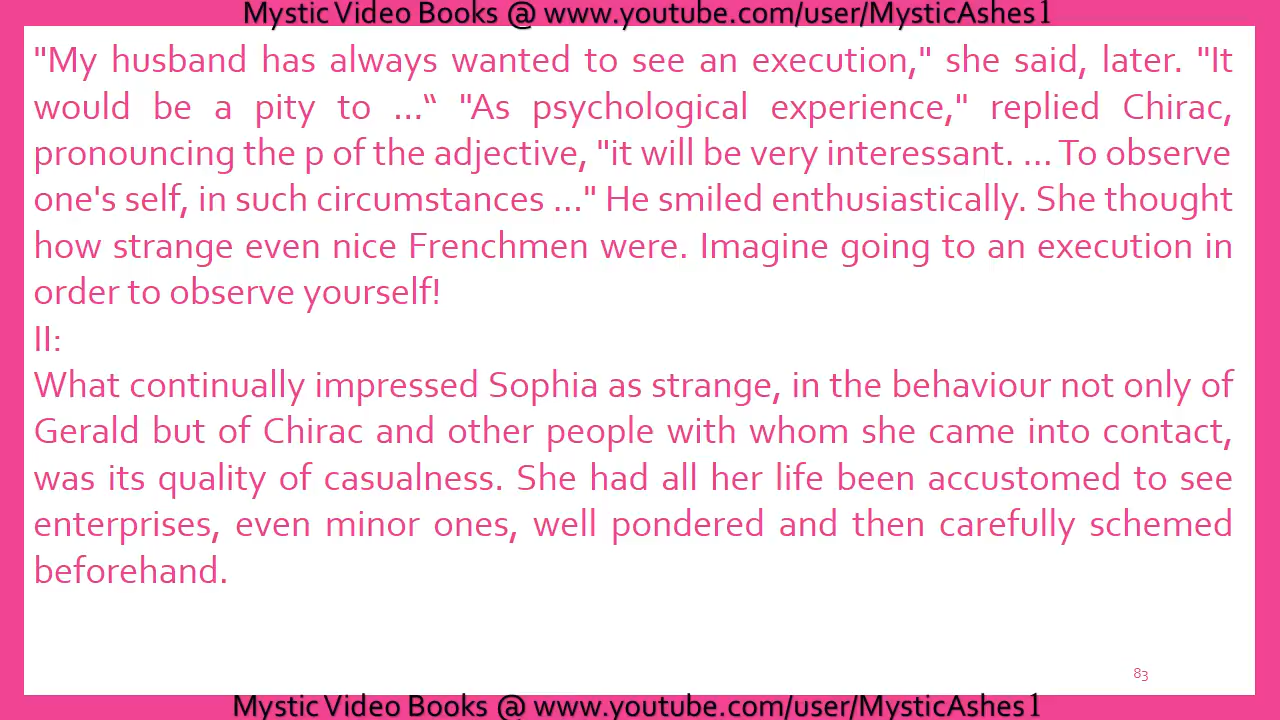 Mystic Video Books @ www.youtube.com/user/MysticAshes1
"My husband has always wanted to see an execution," she said, later. "It
would be a pity to ...“ "As psychological experience," replied Chirac,
pronouncing the p of the adjective, "it will be very interessant. ... To observe
one's self, in such circumstances ..." He smiled enthusiastically. She thought
how strange even nice Frenchmen were. Imagine going to an execution in
order to observe yourself!
II:
What continually impressed Sophia as strange, in the behaviour not only of
Gerald but of Chirac and other people with whom she came into contact,
was its quality of casualness. She had all her life been accustomed to see
enterprises, even minor ones, well pondered and then carefully schemed
beforehand.
83
Mystic Video Books @ www.youtube.com/user/MysticAshes1